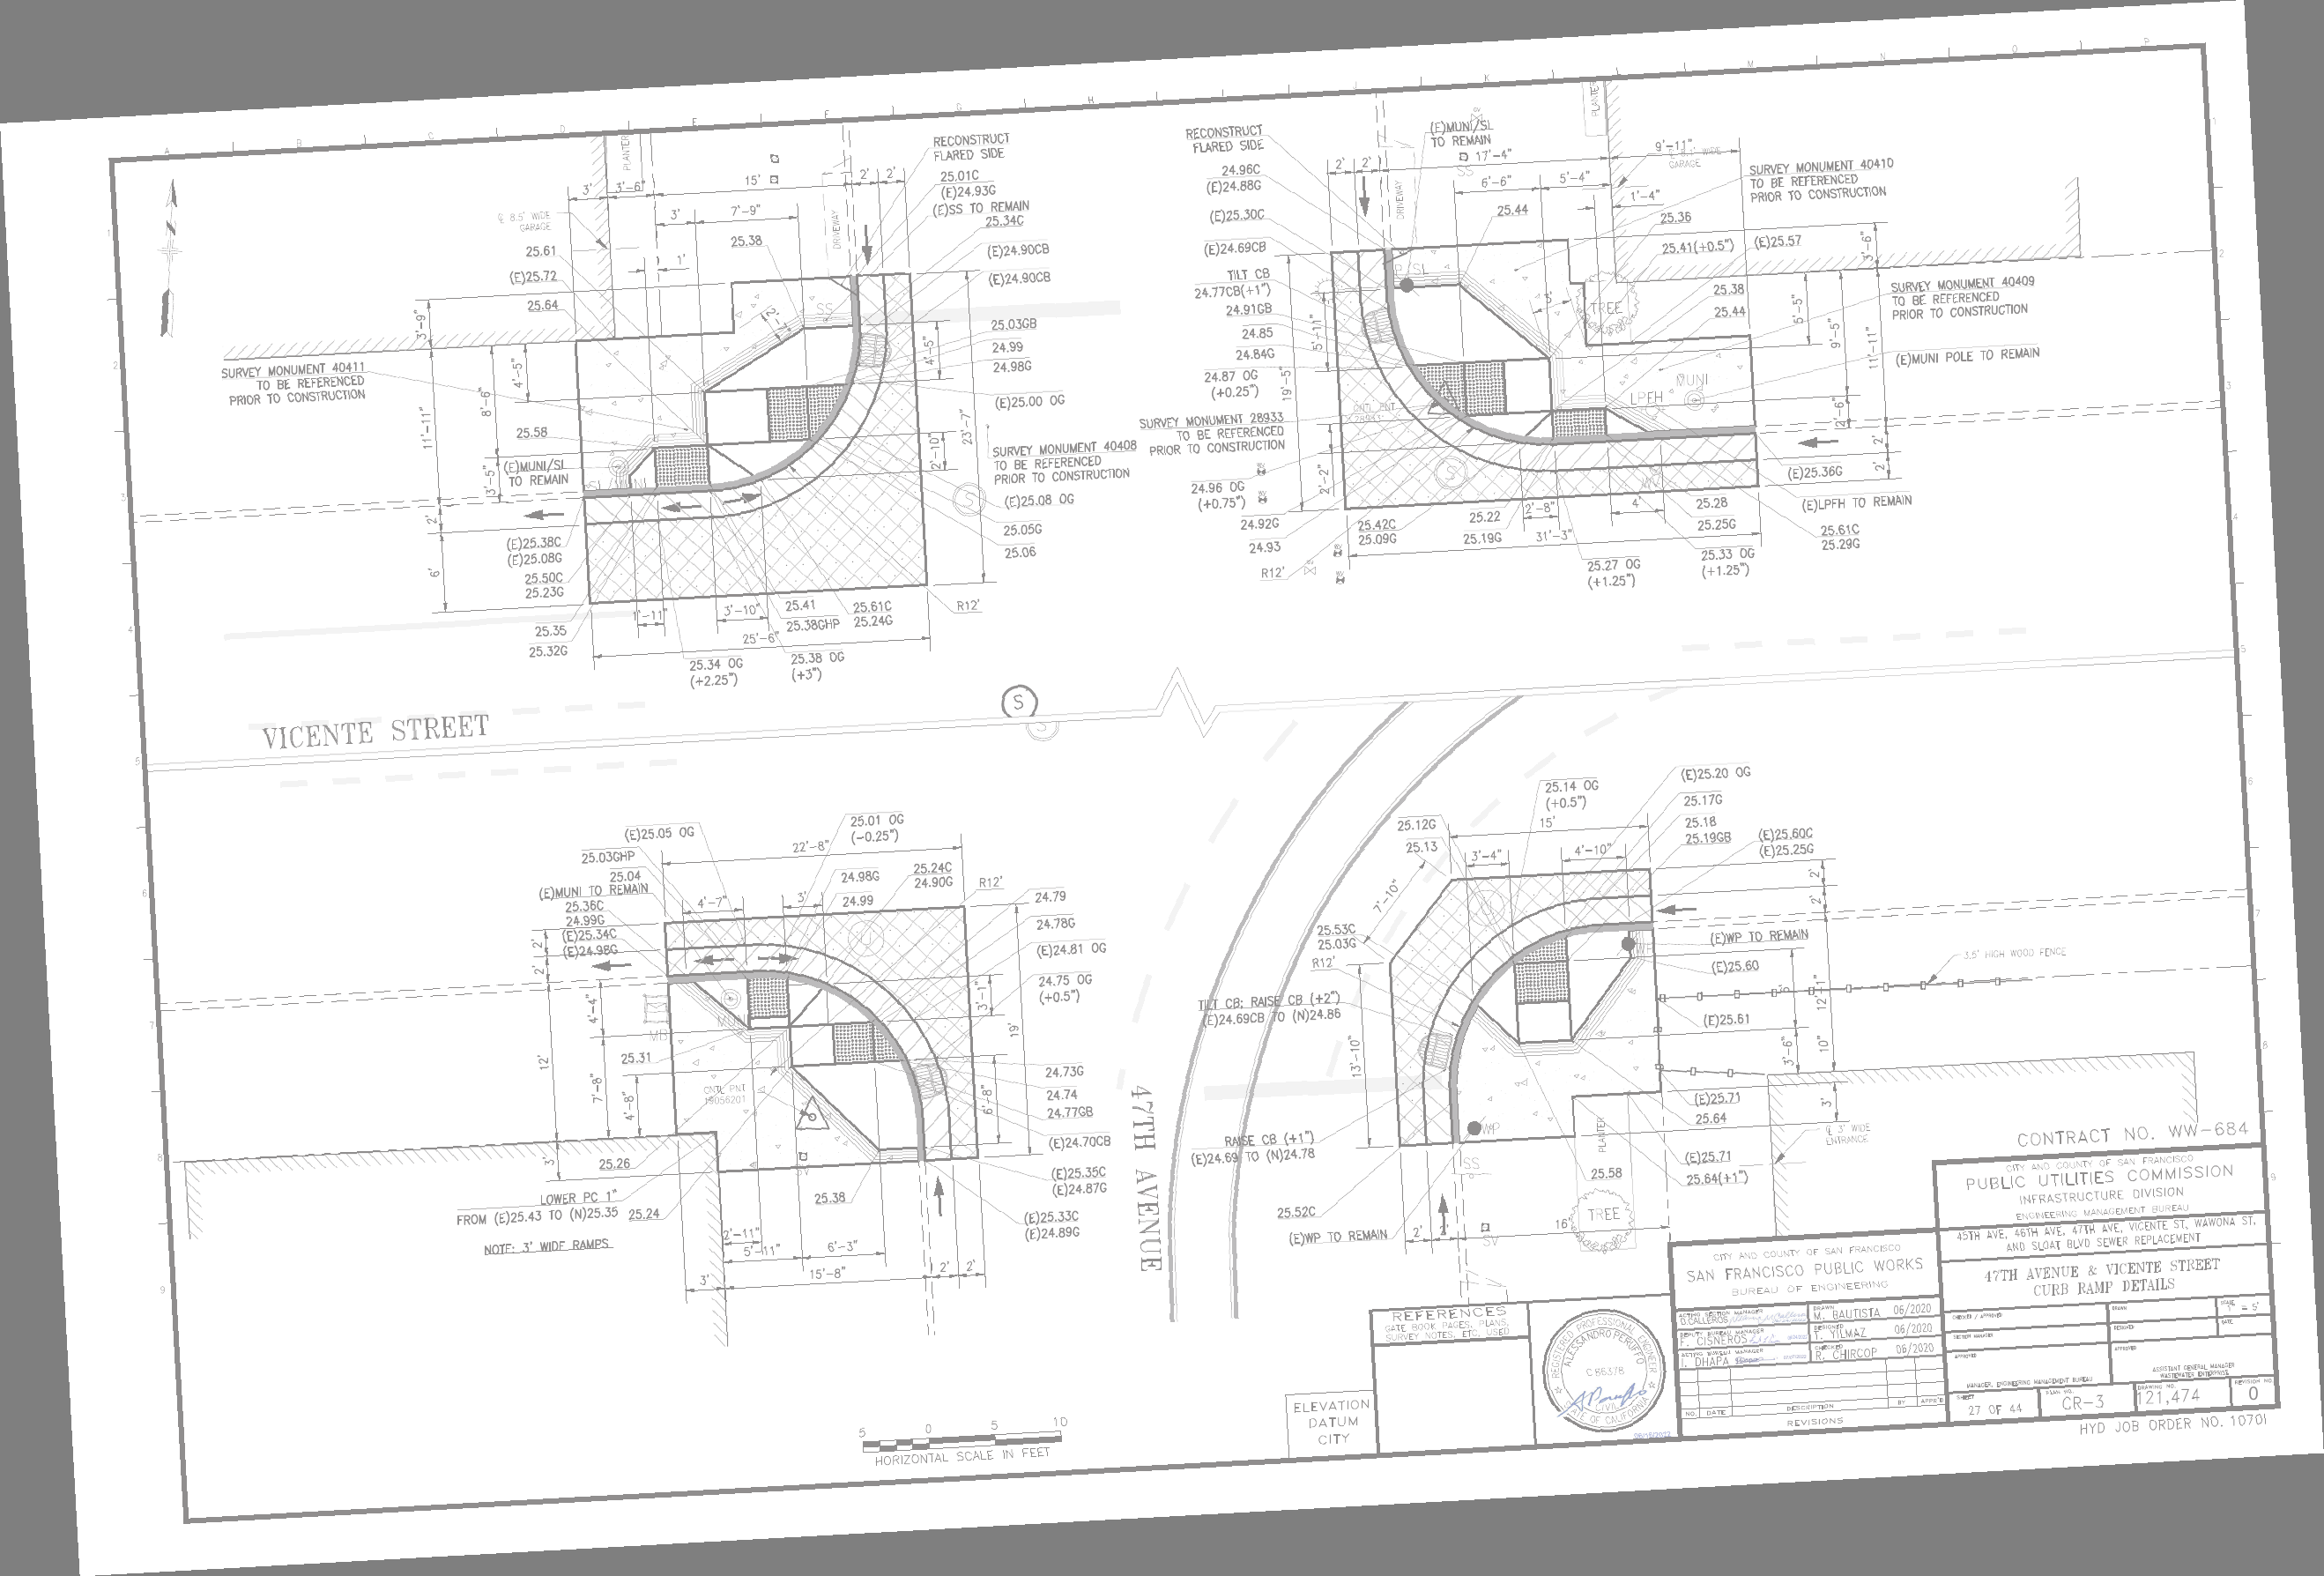 RECONSTRUCT
FLARED SIDE
25.01C
(E)24.93G
(E)SS TO REMAIN
25.34C
(E)24.90CB
(E)24.90CB
25.03GB
24.99
24.98G
(E)25.00 OG
SURVEY MONUMENT 40408
TO BE REFERENCED
PRIOR TO CONSTRUCTION
(E)25.08 OG
25.05G
25.06
PLANTER
DRIVEWAY
SS
3'
3'-6"
15'
2'
2'
3'
7'-9"
1'
2'-7"
℄ 8.5' WIDE
GARAGE
25.61
25.38
(E)25.72
25.64
3'-9"
SURVEY MONUMENT 40411
TO BE REFERENCED
PRIOR TO CONSTRUCTION
11'-11"
8'-6"
4'-5"
4'-5"
23'-7"
2'-10"
25.58
(E)MUNI/SL
TO REMAIN
3'-5"
2'
6'
(E)25.38C
(E)25.08G
25.50C
25.23G
25.35
25.32G
1'-11"
3'-10"
25'-6"
25.41
25.38GHP
25.61C
25.24G
R12'
25.34 OG
(+2.25")
25.38 OG
(+3")
S
RECONSTRUCT
FLARED SIDE
(E)MUNI/SL
TO REMAIN
24.96C
(E)24.88G
(E)25.30C
(E)24.69CB
TILT CB
24.77CB(+1")
24.91GB
24.85
24.84G
24.87 OG
(+0.25")
SURVEY MONUMENT 28933
TO BE REFERENCED
PRIOR TO CONSTRUCTION
24.96 OG
(+0.75")
24.92G
24.93
R12'
2'
2'
17'-4"
SS
9'-11"
GARAGE
PLANTER
DRIVEWAY
6'-6"
5'-4"
1'-4"
25.44
25.36
25.41(+0.5")
(E)25.57
3'-6"
SURVEY MONUMENT 40410
TO BE REFERENCED
PRIOR TO CONSTRUCTION
SURVEY MONUMENT 40409
TO BE REFERENCED
PRIOR TO CONSTRUCTION
25.38
25.44
TREE
5'-5"
9'-5"
11'-11"
(E)MUNI POLE TO REMAIN
MUNI
LPFH
2'-6"
2'
2'
(E)25.36G
(E)LPFH TO REMAIN
25.61C
25.29G
19'-5"
5'-11"
2'-2"
S
25.42C
25.09G
25.22
25.19G
2'-8"
31'-3"
4'
25.28
25.25G
25.27 OG
(+1.25")
25.33 OG
(+1.25")
VICENTE STREET
S
S
(E)25.05 OG
25.01 OG
(-0.25")
22'-8"
25.03GHP
25.04
(E)MUNI TO REMAIN
25.36C
24.99G
(E)25.34C
(E)24.98G
4'-7"
3'
24.98G
24.99
25.24C
24.90G
R12'
24.79
24.78G
(E)24.81 OG
24.75 OG
(+0.5")
24.73G
24.74
24.77GB
(E)24.70CB
(E)25.35C
(E)24.87G
(E)25.33C
(E)24.89G
2'
2'
4'-4"
12'
7'-8"
4'-8"
3'
3'-1"
19'
6'-8"
25.31
CNTL PNT
19056201
25.26
LOWER PC 1"
FROM (E)25.43 TO (N)25.35
25.24
25.38
NOTE: 3' WIDE RAMPS
2'-11"
5'-11"
6'-3"
15'-8"
3'
2'
2'
47TH AVENUE
(E)25.20 OG
25.14 OG
(+0.5")
25.17G
25.18
25.19GB
(E)25.60C
(E)25.25G
25.12G
25.13
15'
3'-4"
4'-10"
7'-10"
25.53C
25.03G
R12'
TILT CB; RAISE CB (+2")
(E)24.69CB TO (N)24.86
13'-10"
RAISE CB (+1")
(E)24.69 TO (N)24.78
25.52C
(E)WP TO REMAIN
2'
2'
(E)WP TO REMAIN
(E)25.60
3.5' HIGH WOOD FENCE
(E)25.61
12'-1"
3'-6"
10"
3'
(E)25.71
25.64
(E)25.71
25.64(+1")
25.58
PLANTER
WP
SS
SV
16'
TREE
℄ 3' WIDE
ENTRANCE
CONTRACT NO. WW-684
CITY AND COUNTY OF SAN FRANCISCO
PUBLIC UTILITIES COMMISSION
INFRASTRUCTURE DIVISION
ENGINEERING MANAGEMENT BUREAU
45TH AVE, 46TH AVE, 47TH AVE, VICENTE ST, WAWONA ST,
AND SLOAT BLVD SEWER REPLACEMENT
47TH AVENUE & VICENTE STREET
CURB RAMP DETAILS
CITY AND COUNTY OF SAN FRANCISCO
SAN FRANCISCO PUBLIC WORKS
BUREAU OF ENGINEERING
ACTING SECTION MANAGER
D.CALLEROS
DRAWN
M. BAUTISTA 06/2020
DEPUTY BUREAU MANAGER
P. CISNEROS
DESIGNED
T. YILMAZ 06/2020
ACTING BUREAU MANAGER
I. DHAPA
CHECKED
R. CHIRCOP 06/2020
NO. DATE DESCRIPTION BY APP'D
REVISIONS
SCALE
1" = 5'
MANAGER, ENGINEERING MANAGEMENT BUREAU
ASSISTANT GENERAL MANAGER
WASTEWATER ENTERPRISE
SHEET
27 OF 44
CR-3
DRAWING NO.
121,474
REVISION NO.
0
HYD JOB ORDER NO. 1070I
REFERENCES
GATE BOOK PAGES, PLANS,
SURVEY NOTES, ETC. USED
REGISTERED PROFESSIONAL ENGINEER
ALESSANDRO PERUFFO
C 86378
CIVIL
STATE OF CALIFORNIA
ELEVATION
DATUM
CITY
5 0 5 10
HORIZONTAL SCALE IN FEET